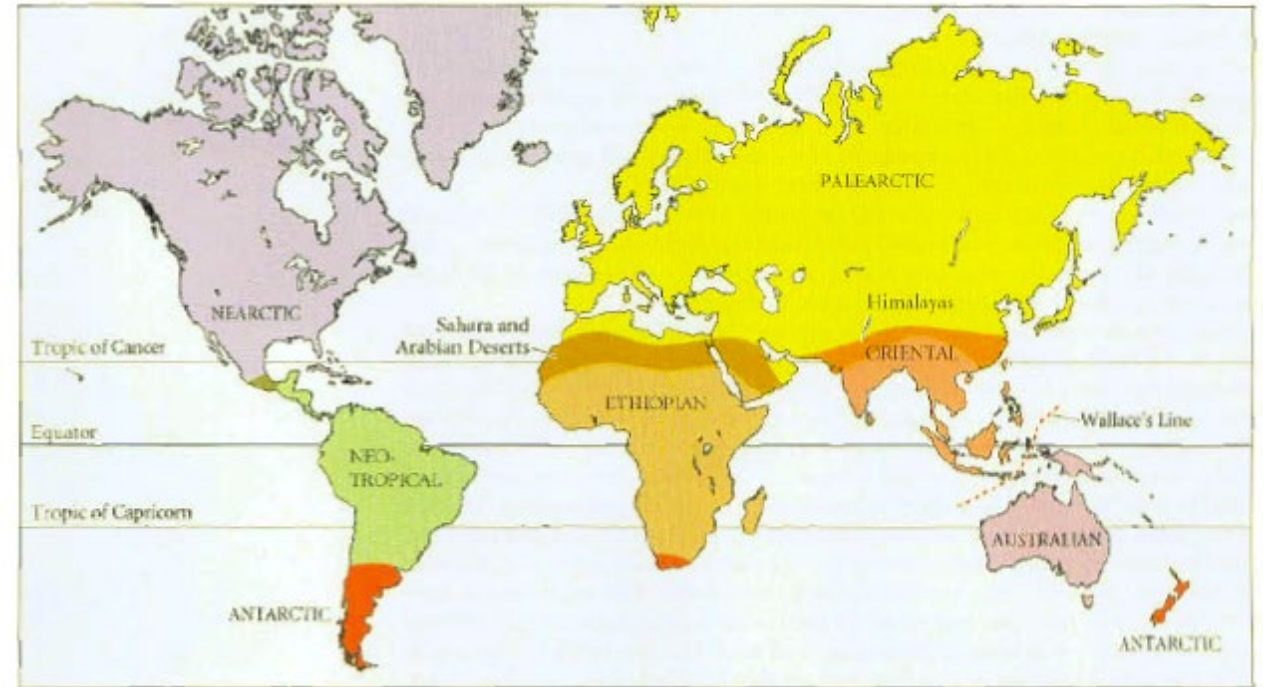 PALEARCTIC
Himalayas
NEARCTIC
Sahara and
Arabian Deserts
Tropic of Cancer
ORIENTAL
ETHIOPIAN
Wallace's Line
Equator
NEO-
TROPICAL
Tropic of Capricorn
AUSTRALIAN
ANTARCTIC
ANTARCTIC